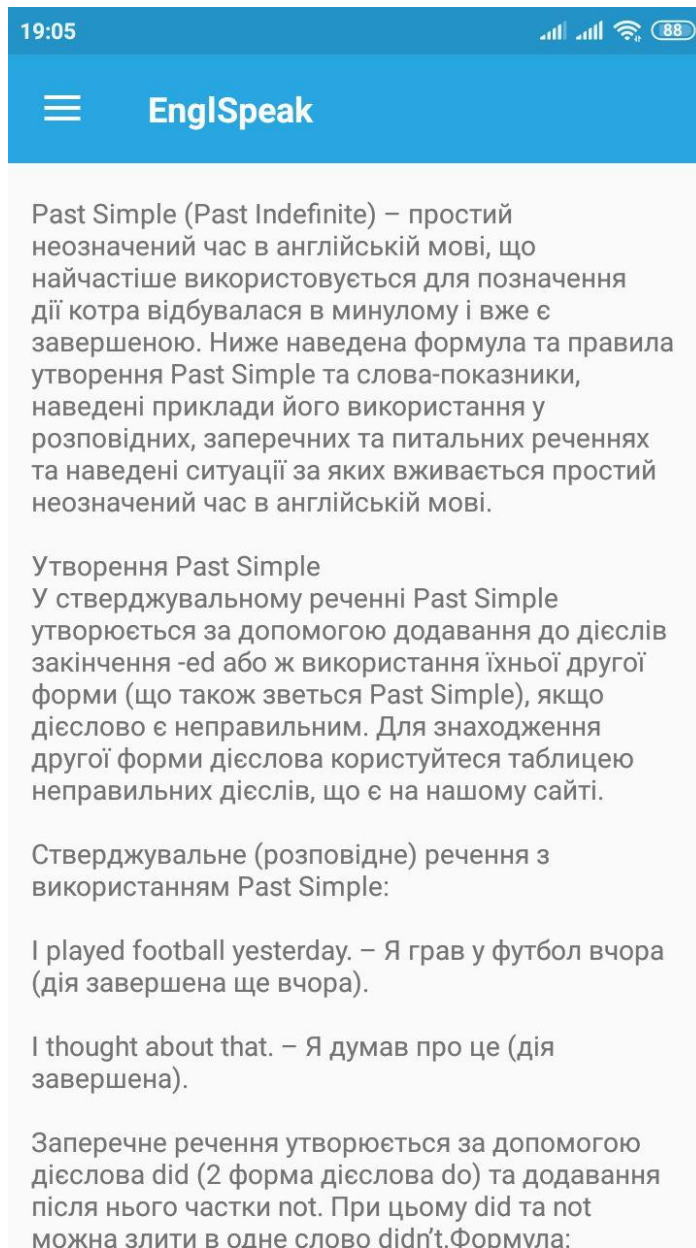 19:05
88
EnglSpeak
Past Simple (Past Indefinite) – простий
неозначений час в англійській мові, що
найчастіше використовується для позначення
дії котра відбувалася в минулому і вже є
завершеною. Ниже наведена формула та правила
утворення Past Simple та слова-показники,
наведені приклади його використання у
розповідних, заперечних та питальних реченнях
та наведені ситуації за яких вживається простий
неозначений час в англійській мові.
Утворення Past Simple
У стверджувальному реченні Past Simple
утворюється за допомогою додавання до дієслів
закінчення -ed або ж використання їхньої другої
форми (що також зветься Past Simple), якщо
дієслово є неправильним. Для знаходження
другої форми дієслова користуйтеся таблицею
неправильних дієслів, що є на нашому сайті.
Стверджувальне (розповідне) речення з
використанням Past Simple:
I played football yesterday. – Я грав у футбол вчора
(дія завершена ще вчора).
I thought about that. – Я думав про це (дія
завершена).
Заперечне речення утворюється за допомогою
дієслова did (2 форма дієслова do) та додавання
після нього частки not. При цьому did та not
можна злити в одне слово didn’t.Формула: